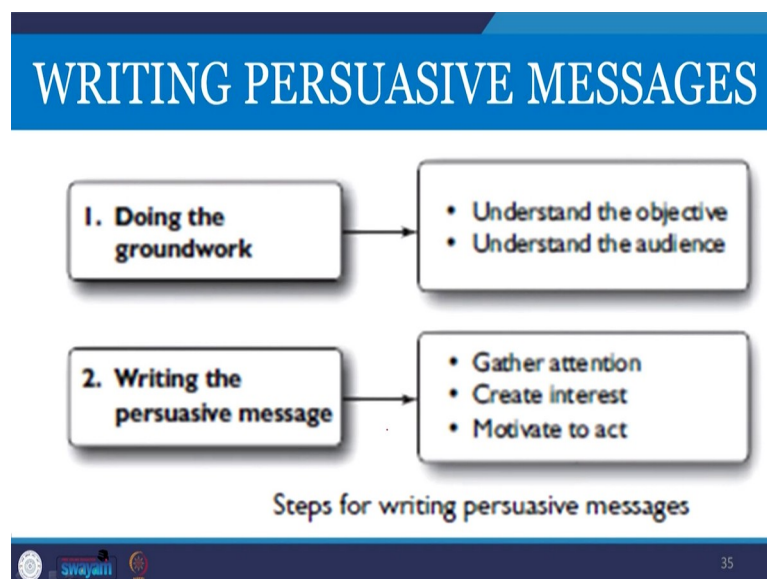 WRITING PERSUASIVE MESSAGES
1. Doing the
groundwork
• Understand the objective
• Understand the audience
2. Writing the
persuasive message
• Gather attention
• Create interest
• Motivate to act
Steps for writing persuasive messages
swayam
35